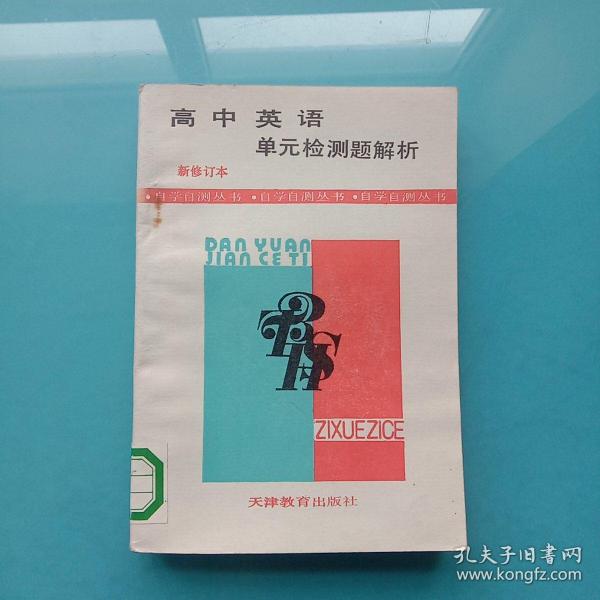 高中英语
单元检测题解析
新修订本
·自学自测丛书·自学自测丛书·自学自测丛书
DAN YUAN
JIAN CE TI
ZIXUEZICE
天津教育出版社
孔夫子旧书网
www.kongfz.com